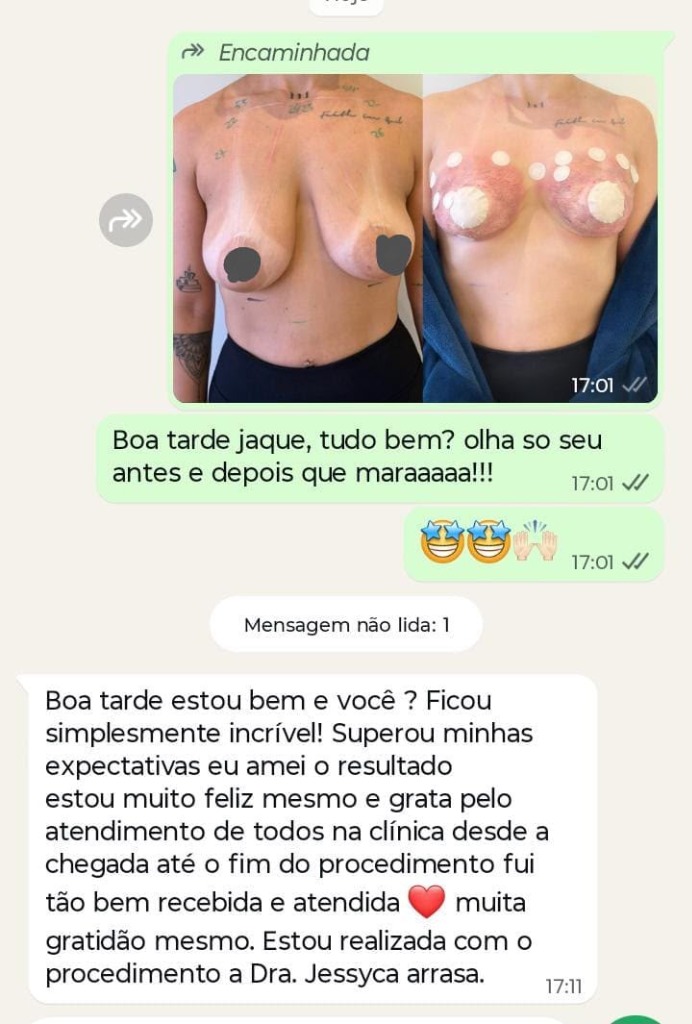 Encaminhada
17:01
Boa tarde jaque, tudo bem? olha so seu
antes e depois que maraaaaa!!!
17:01
🤩🤩🙌🏻
17:01
Mensagem não lida: 1
Boa tarde estou bem e você ? Ficou
simplesmente incrível! Superou minhas
expectativas eu amei o resultado
estou muito feliz mesmo e grata pelo
atendimento de todos na clínica desde a
chegada até o fim do procedimento fui
tão bem recebida e atendida ❤️ muita
gratidão mesmo. Estou realizada com o
procedimento a Dra. Jessyca arrasa.
17:11